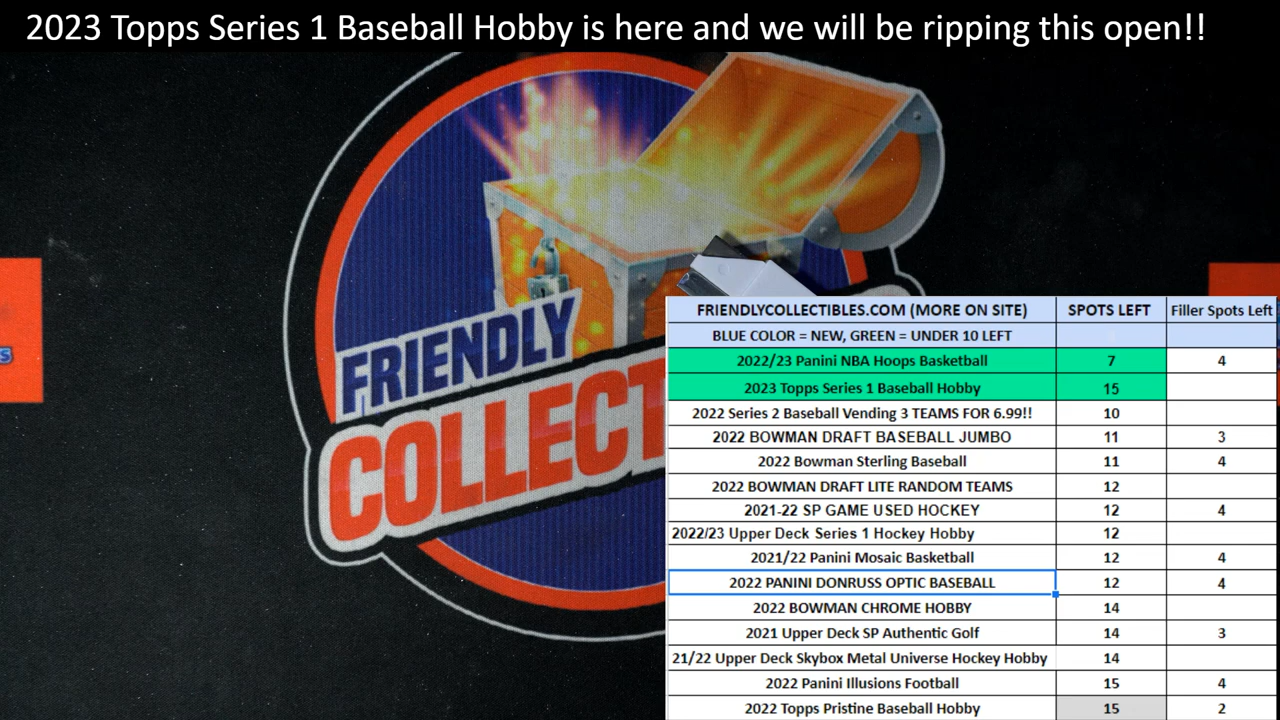 2023 Topps Series 1 Baseball Hobby is here and we will be ripping this open!!
FRIENDLY
COLLECT
S
FRIENDLYCOLLECTIBLES.COM (MORE ON SITE) SPOTS LEFT Filler Spots Left
BLUE COLOR = NEW, GREEN = UNDER 10 LEFT
2022/23 Panini NBA Hoops Basketball 7 4
2023 Topps Series 1 Baseball Hobby 15
2022 Series 2 Baseball Vending 3 TEAMS FOR 6.99!! 10
2022 BOWMAN DRAFT BASEBALL JUMBO 11 3
2022 Bowman Sterling Baseball 11 4
2022 BOWMAN DRAFT LITE RANDOM TEAMS 12
2021-22 SP GAME USED HOCKEY 12 4
2022/23 Upper Deck Series 1 Hockey Hobby 12
2021/22 Panini Mosaic Basketball 12 4
2022 PANINI DONRUSS OPTIC BASEBALL 12 4
2022 BOWMAN CHROME HOBBY 14
2021 Upper Deck SP Authentic Golf 14 3
21/22 Upper Deck Skybox Metal Universe Hockey Hobby 14
2022 Panini Illusions Football 15 4
2022 Topps Pristine Baseball Hobby 15 2